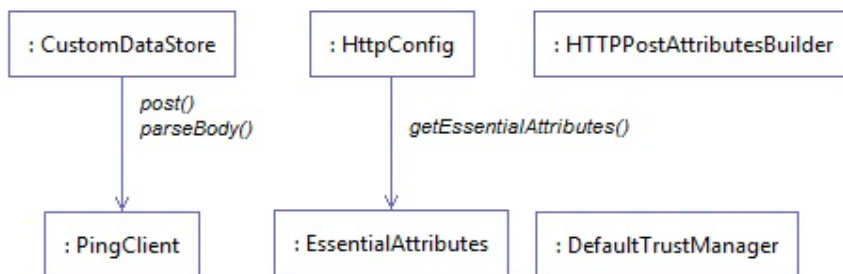 : CustomDataStore
: HttpConfig
: HTTPPostAttributesBuilder
post()
parseBody()
getEssentialAttributes()
: PingClient
: EssentialAttributes
: DefaultTrustManager